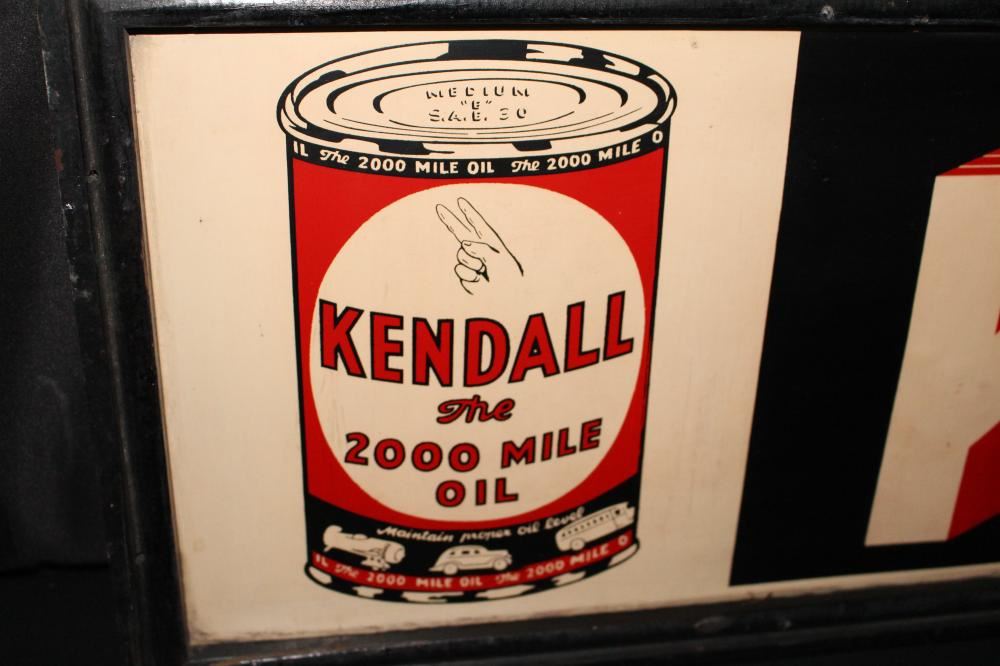 MEDIUM
"E"
S.A.E. 30
IL The 2000 MILE OIL The 2000 MILE O
KENDALL
The
2000 MILE
OIL
Maintain proper oil level
IL The 2000 MILE OIL The 2000 MILE O